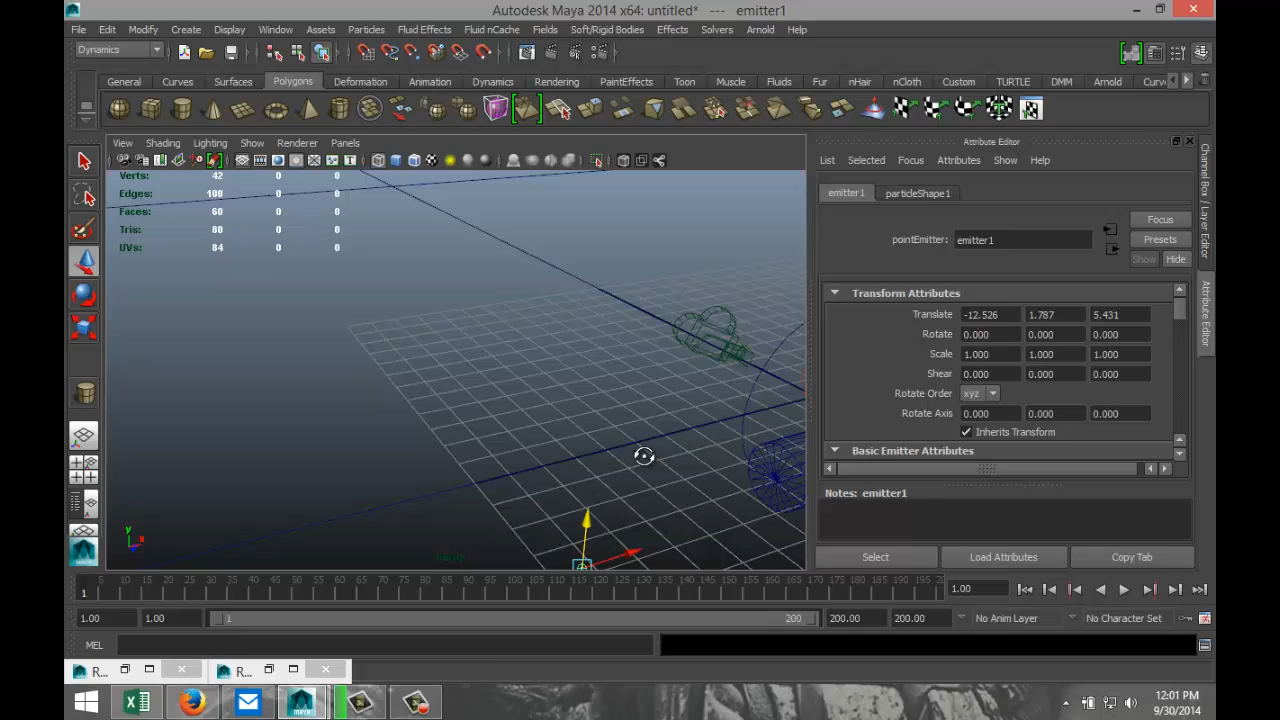 Autodesk Maya 2014 x64: untitled* --- emitter1
File Edit Modify Create Display Window Assets Particles Fluid Effects Fluid nCache Fields Soft/Rigid Bodies Effects Solvers Arnold Help
Dynamics
General Curves Surfaces Polygons Deformation Animation Dynamics Rendering PaintEffects Toon Muscle Fluids Fur nHair nCloth Custom TURTLE DMM Arnold Curv
View Shading Lighting Show Renderer Panels
Verts: 42 0 0
Edges: 100 0 0
Faces: 60 0 0
Tris: 80 0 0
UVs: 84 0 0
y
x
persp
Attribute Editor
List Selected Focus Attributes Show Help
emitter1 particleShape1
Focus
pointEmitter: emitter1
Presets
Show Hide
Transform Attributes
Translate -12.526 1.787 5.431
Rotate 0.000 0.000 0.000
Scale 1.000 1.000 1.000
Shear 0.000 0.000 0.000
Rotate Order xyz
Rotate Axis 0.000 0.000 0.000
Inherits Transform
Basic Emitter Attributes
Notes: emitter1
Select Load Attributes Copy Tab
Channel Box / Layer Editor
Attribute Editor
5 10 15 20 25 30 35 40 45 50 55 60 65 70 75 80 85 90 95 100 105 110 115 120 125 130 135 140 145 150 155 160 165 170 175 180 185 190 195 20
1
1.00
1.00 1.00 1 200 200.00 200.00 No Anim Layer No Character Set
MEL
R... R...
12:01 PM
9/30/2014